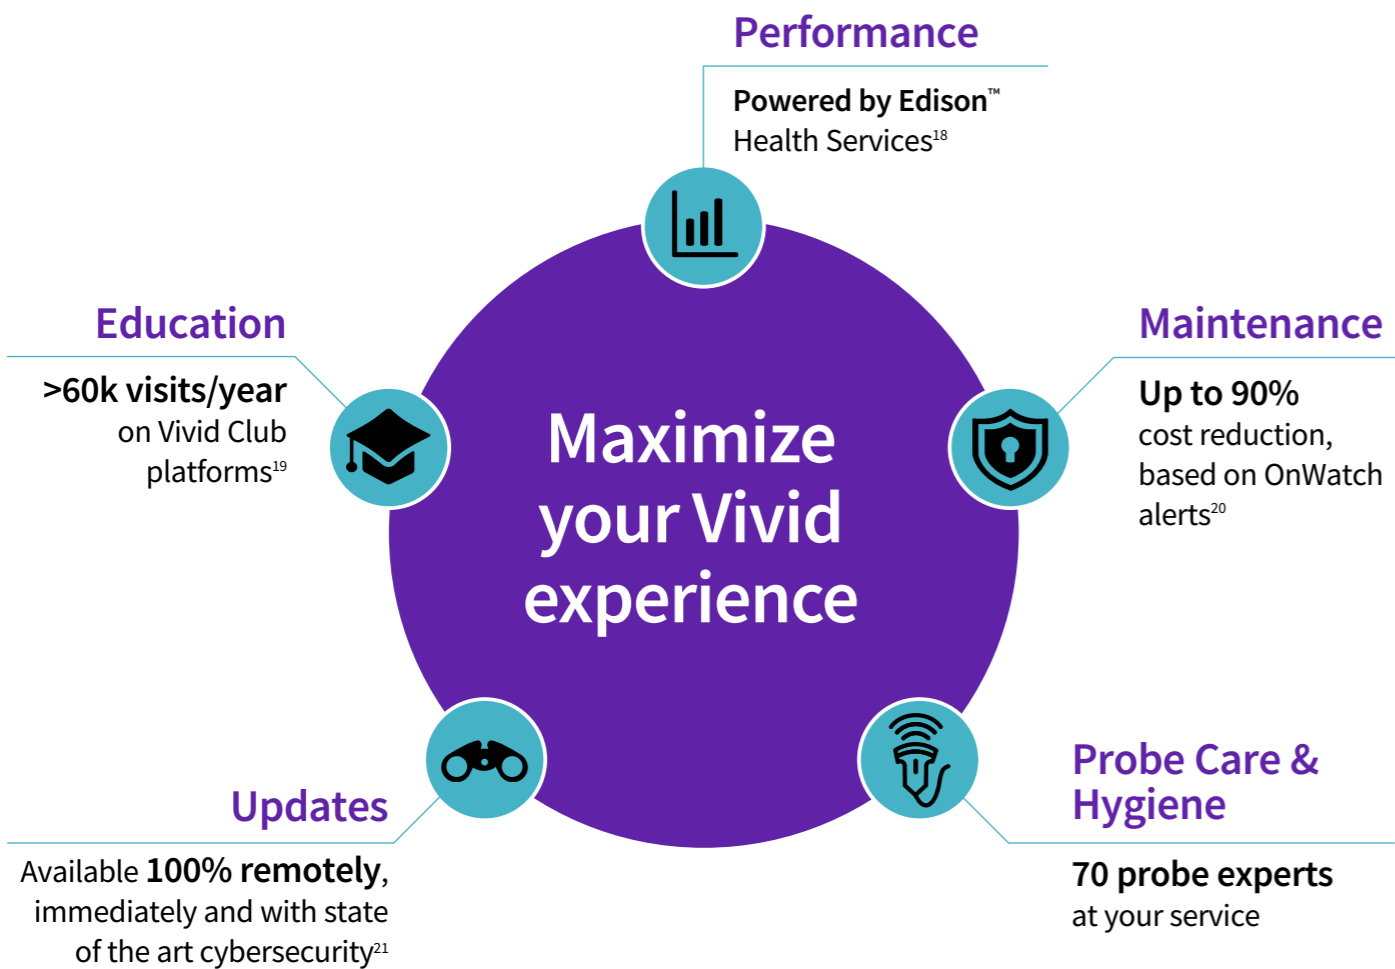 Performance
Powered by Edison™
Health Services18
Education
>60k visits/year
on Vivid Club
platforms19
Maximize
your Vivid
experience
Maintenance
Up to 90%
cost reduction,
based on OnWatch
alerts20
Updates
Available 100% remotely,
immediately and with state
of the art cybersecurity21
Probe Care &
Hygiene
70 probe experts
at your service